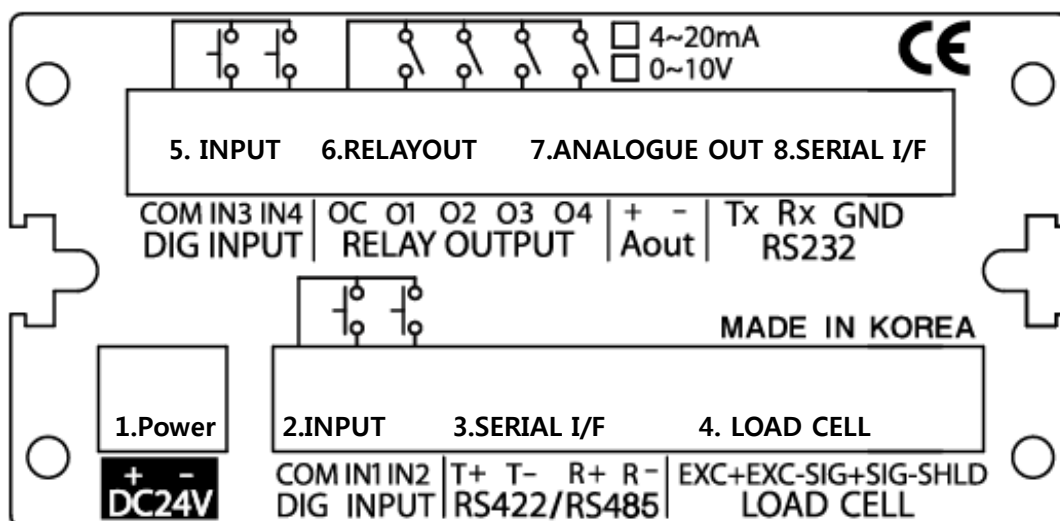 4~20mA
0~10V
CE
5. INPUT 6.RELAYOUT 7.ANALOGUE OUT 8.SERIAL I/F
COM IN3 IN4 OC O1 O2 O3 O4 + - Tx Rx GND
DIG INPUT RELAY OUTPUT Aout RS232
MADE IN KOREA
1.Power 2.INPUT 3.SERIAL I/F 4. LOAD CELL
+ - COM IN1 IN2 T+ T- R+ R- EXC+EXC-SIG+SIG-SHLD
DC24V DIG INPUT RS422/RS485 LOAD CELL